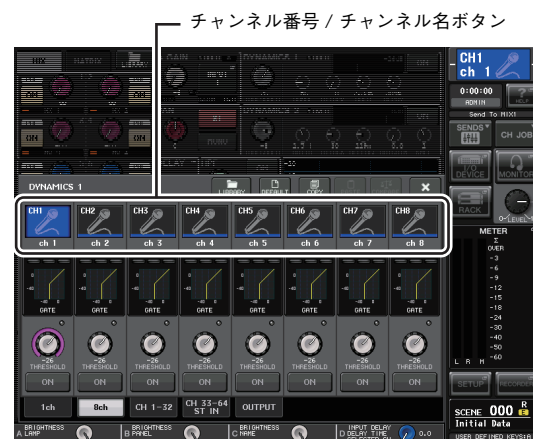 チャンネル番号 / チャンネル名ボタン
MIX MATRIX LIBRARY
CH1
ch 1
0:00:00
ADMIN
HELP
Send To MIX1
SENDS CH JOB
I/O DEVICE MONITOR
RACK LEVEL
ON ON
ON ON
DYNAMICS 1
LIBRARY DEFAULT COPY
CH1 CH2 CH3 CH4 CH5 CH6 CH7 CH8
ch 1 ch 2 ch 3 ch 4 ch 5 ch 6 ch 7 ch 8
GATE GATE GATE GATE GATE GATE GATE GATE
-26 -26 -26 -26 -26 -26 -26 -26
THRESHOLD THRESHOLD THRESHOLD THRESHOLD THRESHOLD THRESHOLD THRESHOLD THRESHOLD
ON ON ON ON ON ON ON ON
1ch 8ch CH 1-32 CH 33-64 ST IN OUTPUT
METER
Σ
OVER
-3
-6
-9
-12
-15
-18
-24
-30
-40
-50
-60
L R M
SETUP RECORDER
SCENE 000 R E
Initial Data
USER DEFINED KEYS:A
A BRIGHTNESS LAMP
B BRIGHTNESS PANEL
C BRIGHTNESS NAME
D INPUT DELAY DELAY TIME SELECTED CH 0.0